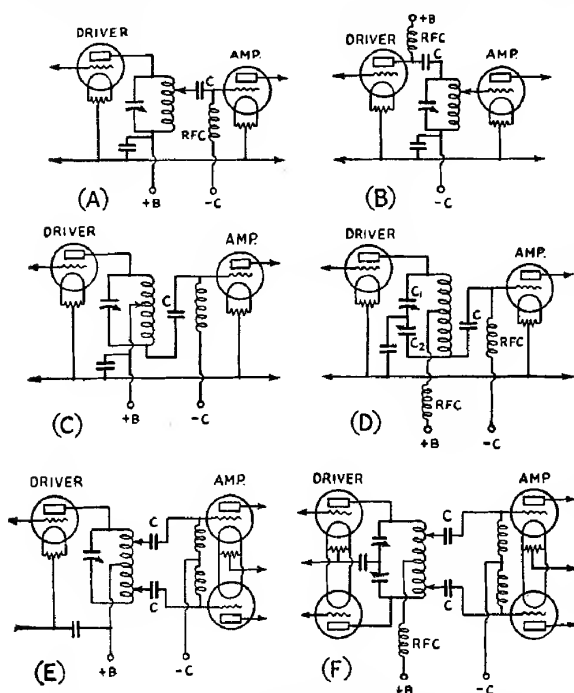 DRIVER
AMP.
C
RFC
+B
-C
(A)
+B
RFC
DRIVER
C
AMP.
-C
(B)
DRIVER
AMP.
C
+B
-C
(C)
DRIVER
AMP.
C₁
C₂
C
RFC
RFC
+B
-C
(D)
DRIVER
AMP.
C
C
+B
-C
(E)
DRIVER
AMP.
C
C
RFC
+B
-C
(F)